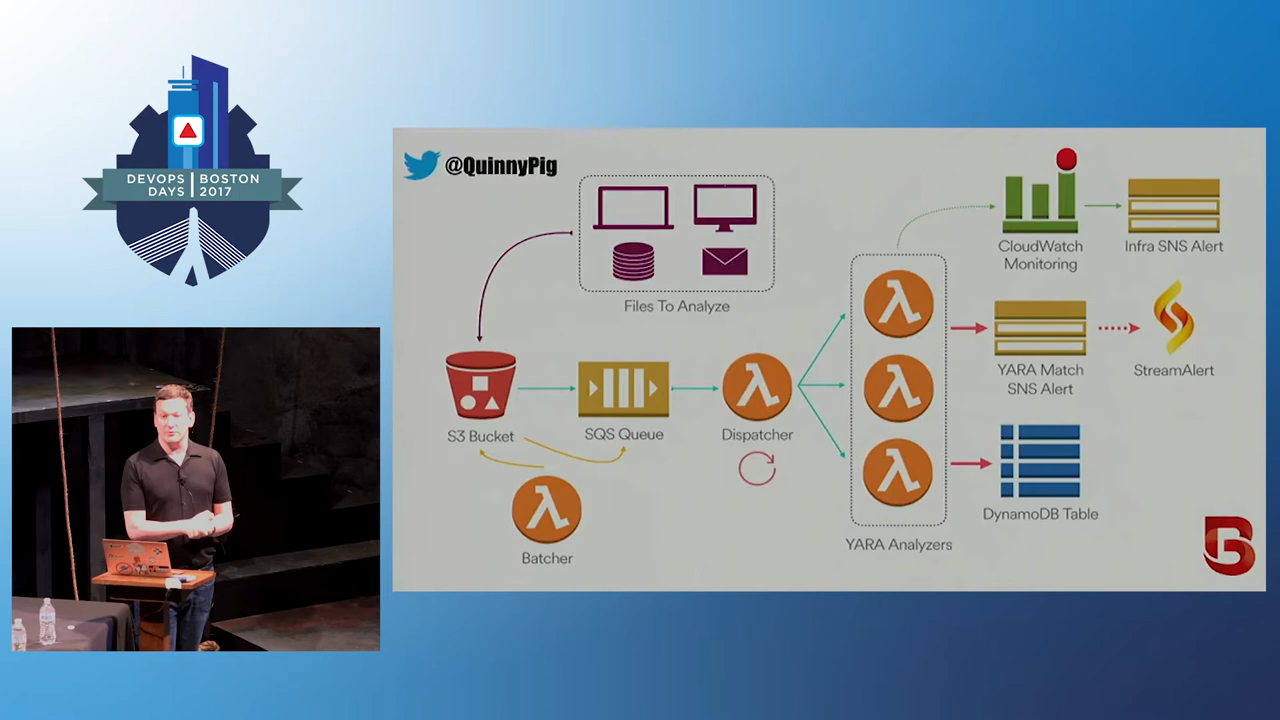 DEVOPS BOSTON
DAYS 2017
@QuinnyPig
Files To Analyze
CloudWatch
Monitoring
Infra SNS Alert
YARA Match
SNS Alert
StreamAlert
S3 Bucket
SQS Queue
Dispatcher
Batcher
YARA Analyzers
DynamoDB Table